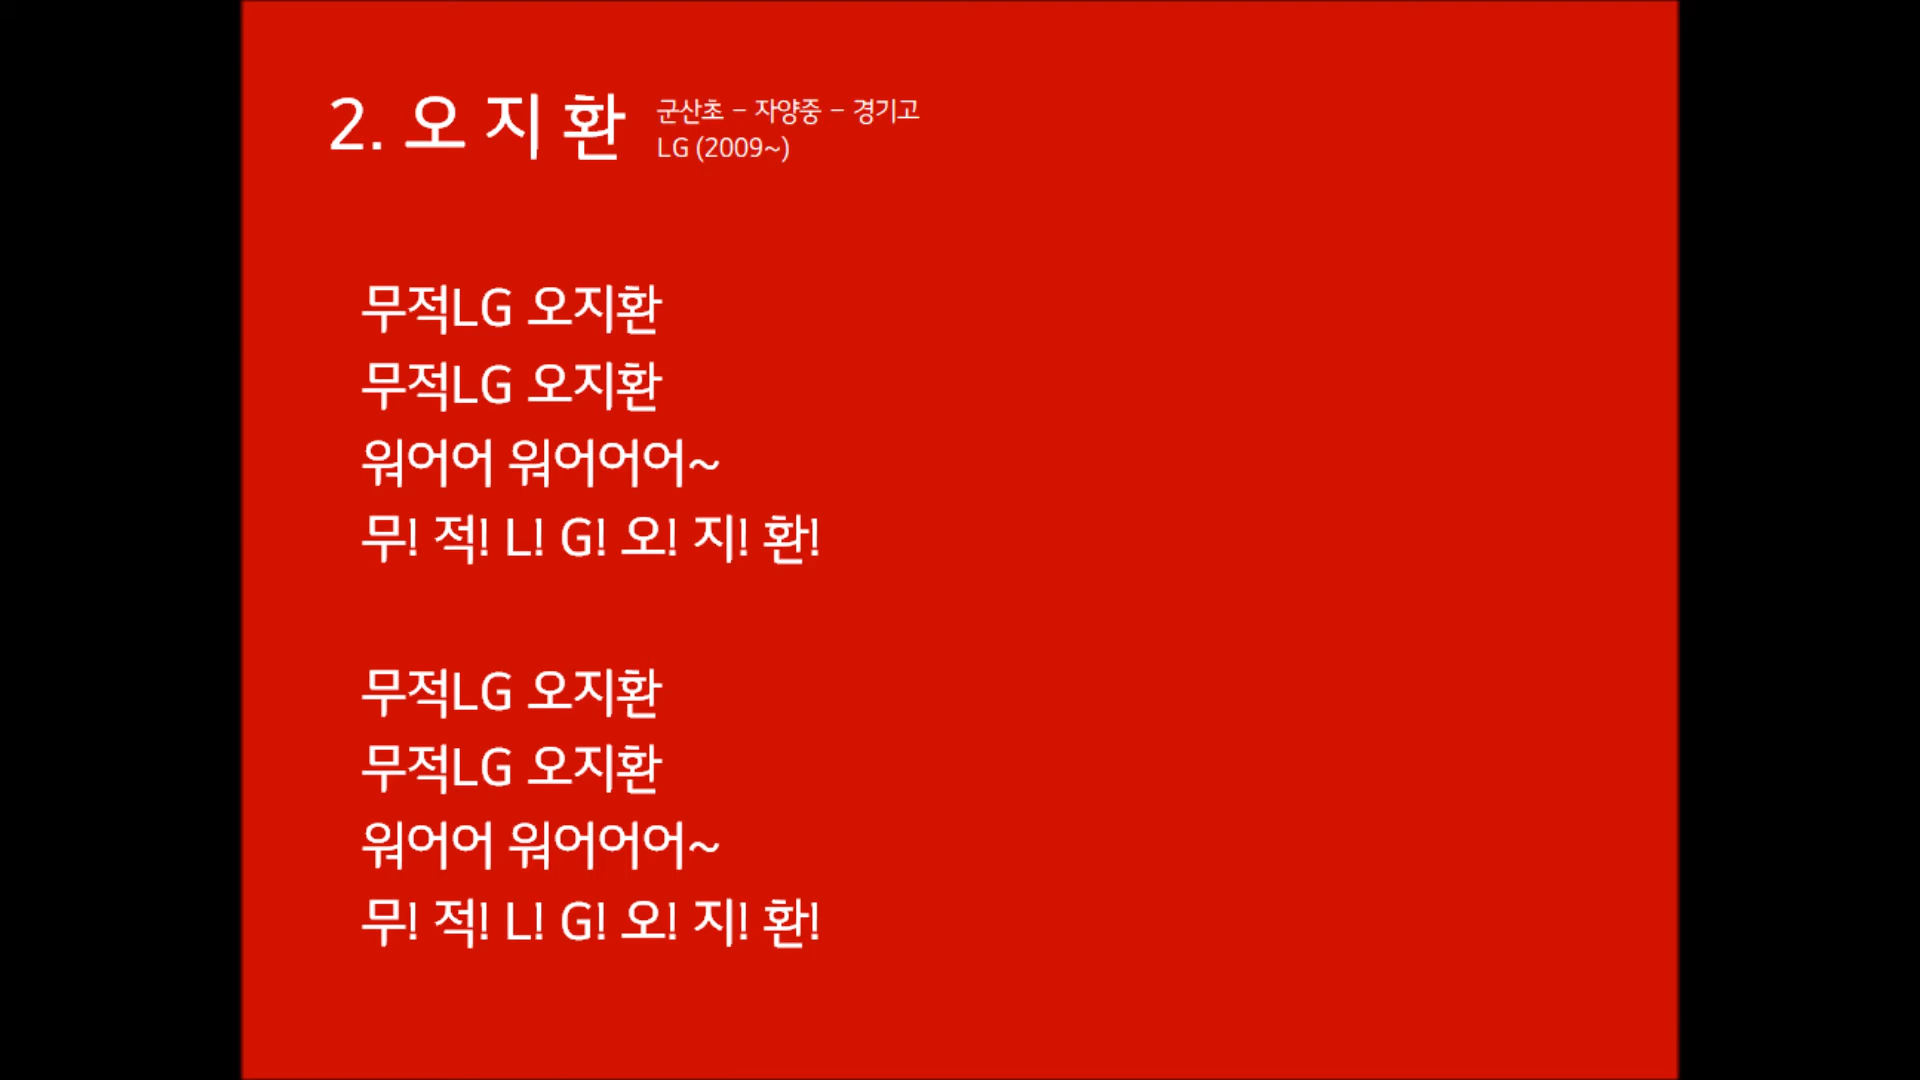 2. 오 지 환
군산초 - 자양중 - 경기고
LG (2009~)
무적LG 오지환
무적LG 오지환
워어어 워어어어~
무! 적! L! G! 오! 지! 환!
무적LG 오지환
무적LG 오지환
워어어 워어어어~
무! 적! L! G! 오! 지! 환!